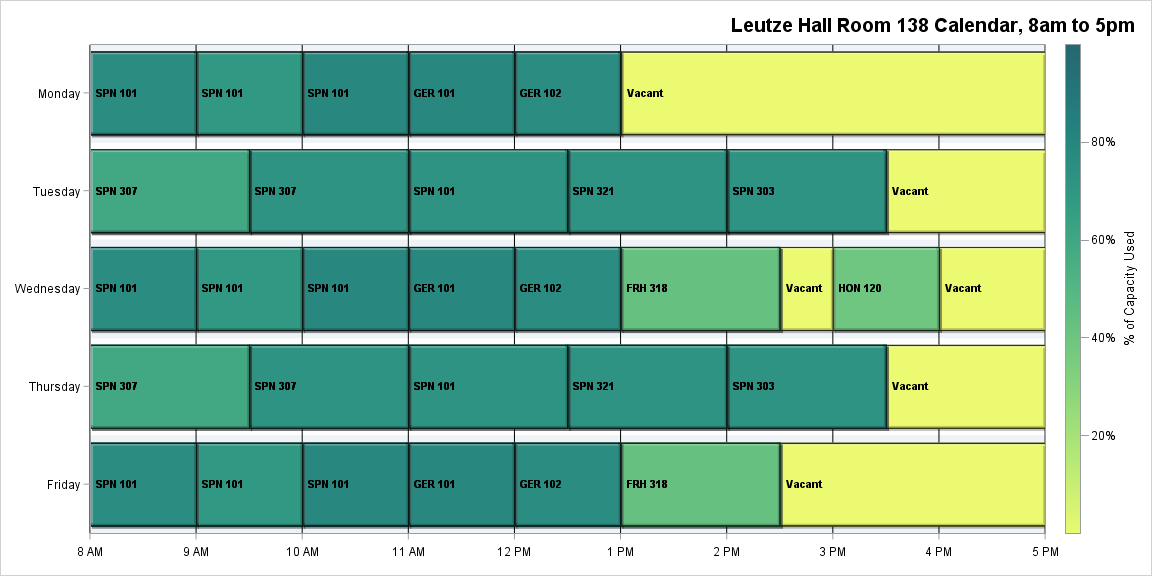 Leutze Hall Room 138 Calendar, 8am to 5pm
Monday
SPN 101
SPN 101
SPN 101
GER 101
GER 102
Vacant
Tuesday
SPN 307
SPN 307
SPN 101
SPN 321
SPN 303
Vacant
Wednesday
SPN 101
SPN 101
SPN 101
GER 101
GER 102
FRH 318
Vacant
HON 120
Vacant
Thursday
SPN 307
SPN 307
SPN 101
SPN 321
SPN 303
Vacant
Friday
SPN 101
SPN 101
SPN 101
GER 101
GER 102
FRH 318
Vacant
8 AM
9 AM
10 AM
11 AM
12 PM
1 PM
2 PM
3 PM
4 PM
5 PM
80%
60%
40%
20%
% of Capacity Used